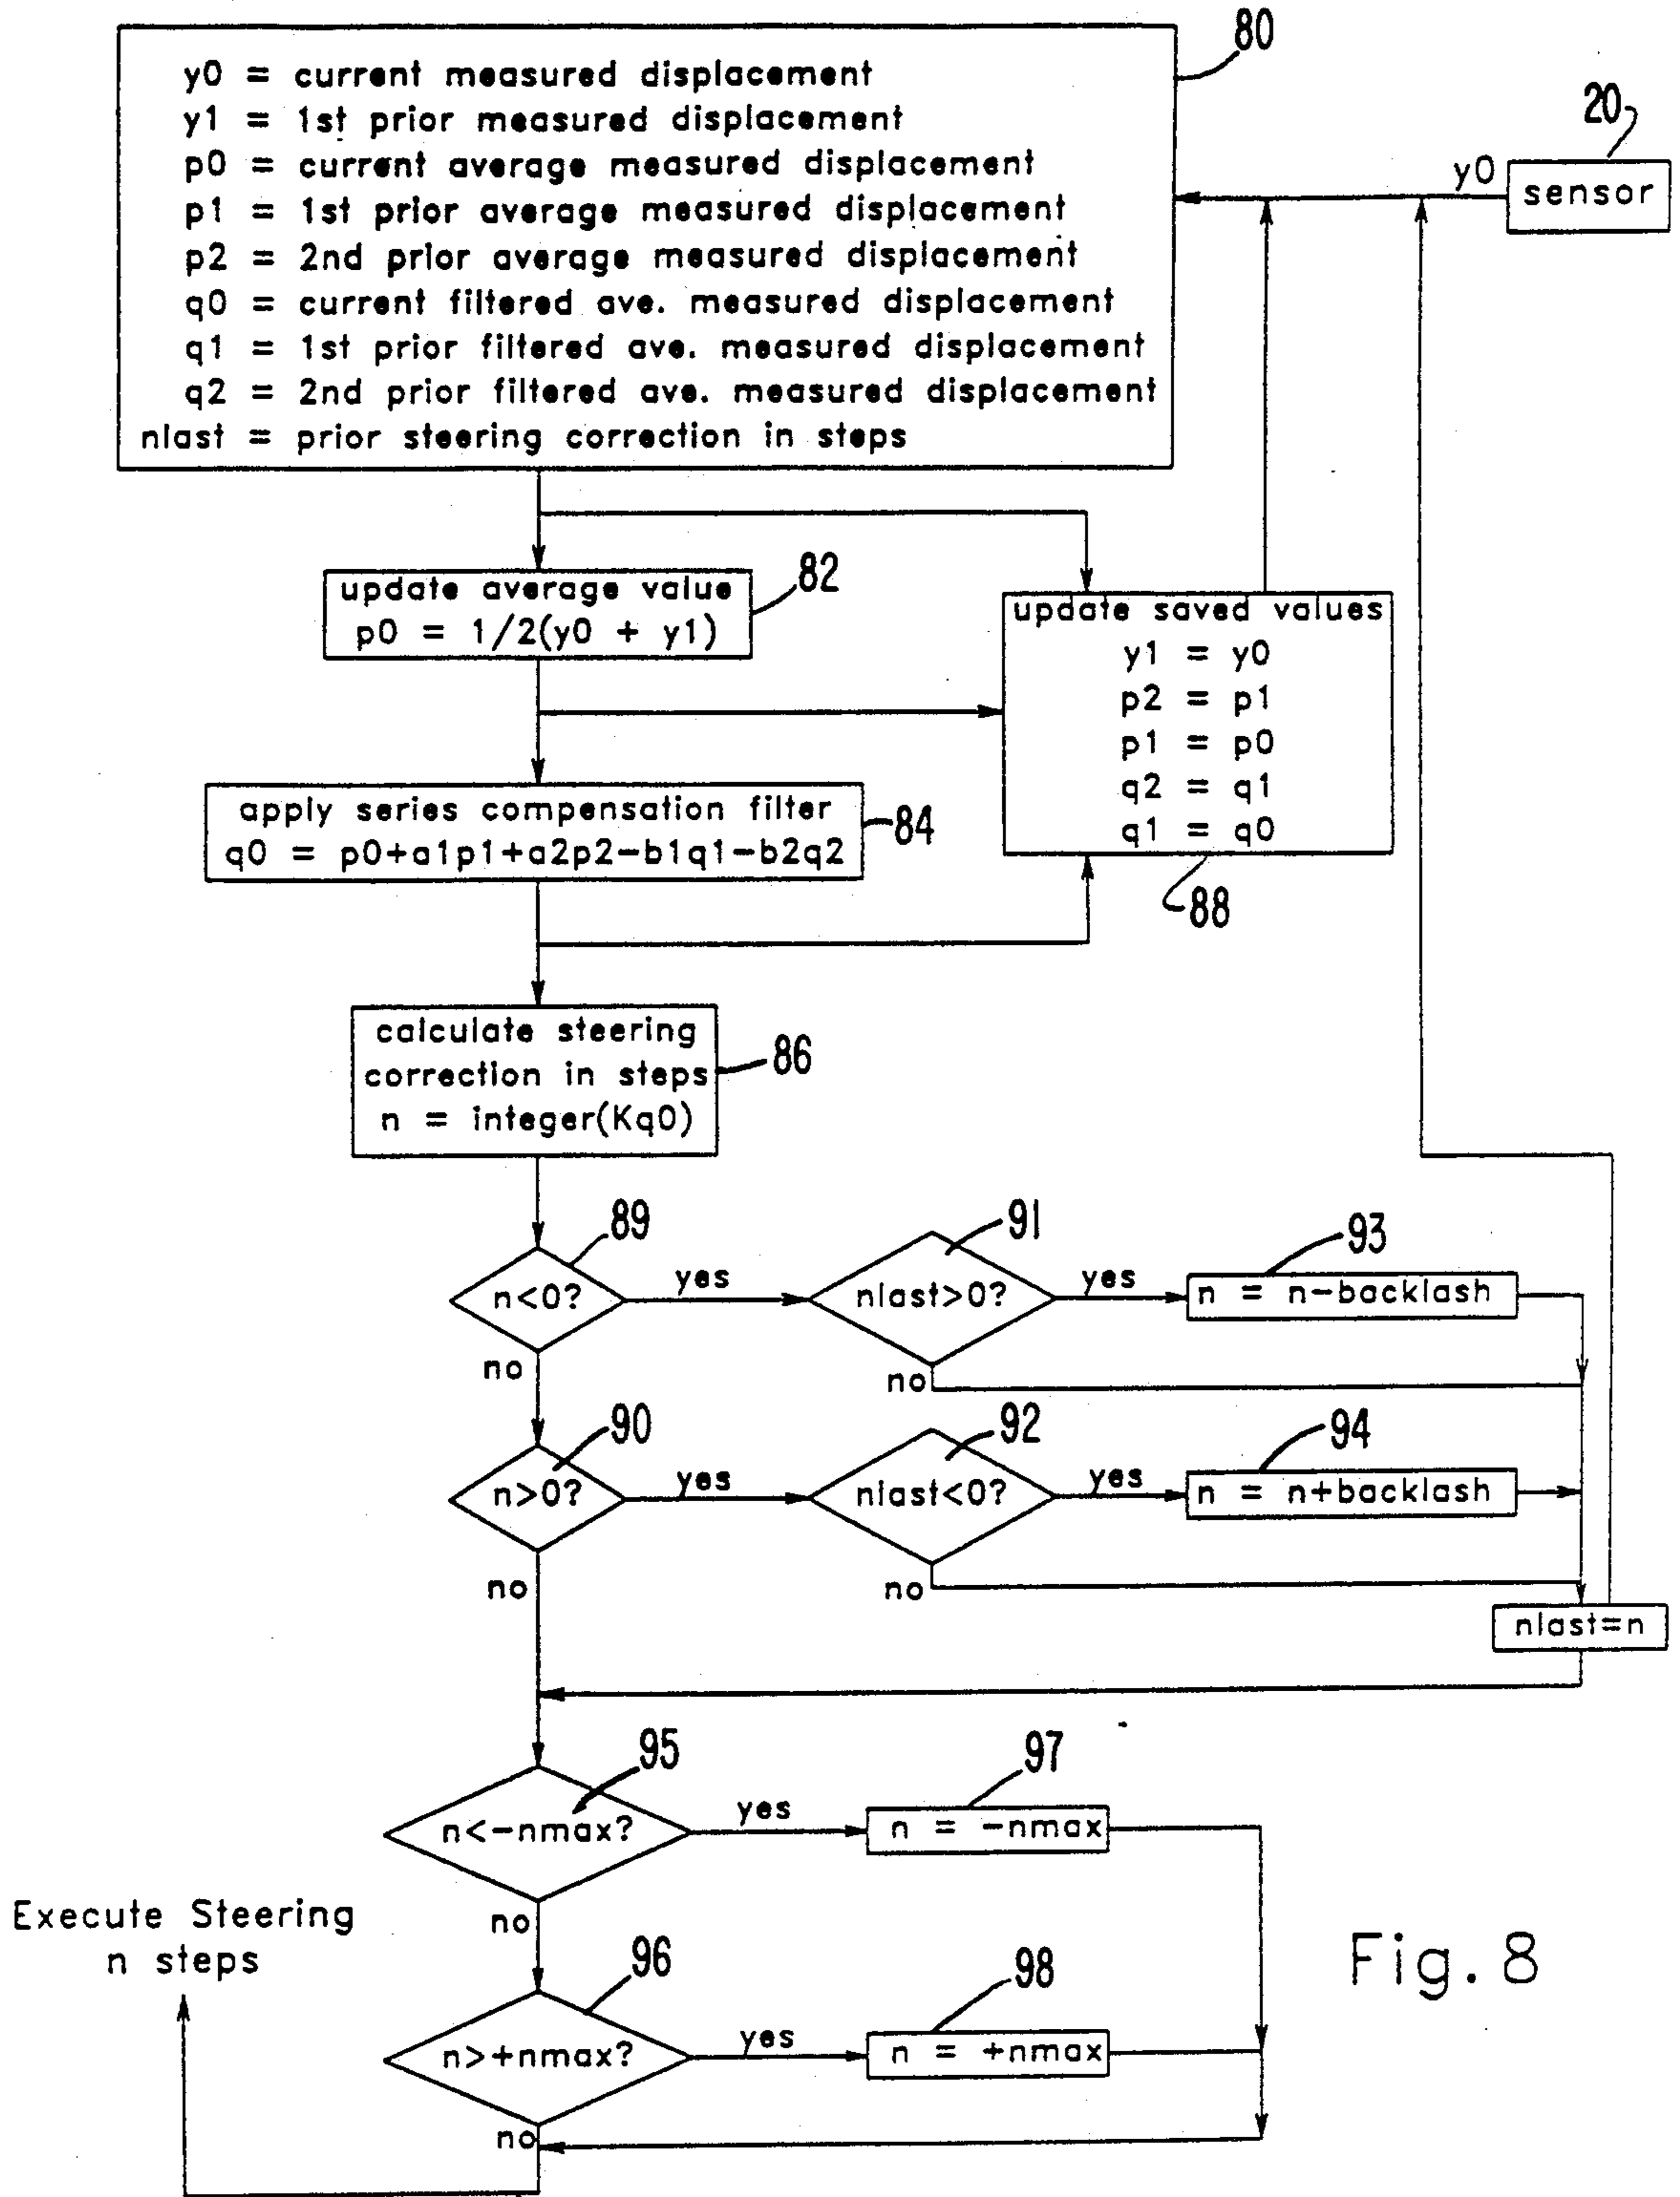 80
y0 = current measured displacement
y1 = 1st prior measured displacement
p0 = current average measured displacement
p1 = 1st prior average measured displacement
p2 = 2nd prior average measured displacement
q0 = current filtered ave. measured displacement
q1 = 1st prior filtered ave. measured displacement
q2 = 2nd prior filtered ave. measured displacement
nlast = prior steering correction in steps
20
y0
sensor
update average value
p0 = 1/2(y0 + y1)
82
update saved values
y1 = y0
p2 = p1
p1 = p0
q2 = q1
q1 = q0
88
apply series compensation filter
q0 = p0+a1p1+a2p2-b1q1-b2q2
84
calculate steering
correction in steps
n = integer(Kq0)
86
89
n<0?
yes
no
91
nlast>0?
yes
no
93
n = n-backlash
90
n>0?
yes
no
92
nlast<0?
yes
no
94
n = n+backlash
nlast=n
95
n<-nmax?
yes
no
97
n = -nmax
96
n>+nmax?
yes
no
98
n = +nmax
Execute Steering
n steps
Fig. 8